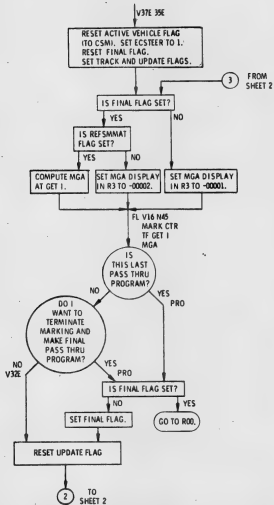 V37E 35E
RESET ACTIVE VEHICLE FLAG
(TO CSM). SET ECSTEER TO 1.
RESET FINAL FLAG.
SET TRACK AND UPDATE FLAGS.
3
FROM
SHEET 2
IS FINAL FLAG SET?
YES
NO
IS REFSMMAT
FLAG SET?
YES
NO
COMPUTE MGA
AT GET I.
SET MGA DISPLAY
IN R3 TO -00002.
SET MGA DISPLAY
IN R3 TO -00001.
FL V16 N45
MARK CTR
TF GET I
MGA
IS
THIS LAST
PASS THRU
PROGRAM?
NO
YES
PRO
DO I
WANT TO
TERMINATE
MARKING AND
MAKE FINAL
PASS THRU
PROGRAM?
NO
V32E
YES
PRO
IS FINAL FLAG SET?
NO
YES
SET FINAL FLAG.
GO TO R00.
RESET UPDATE FLAG
2
TO
SHEET 2